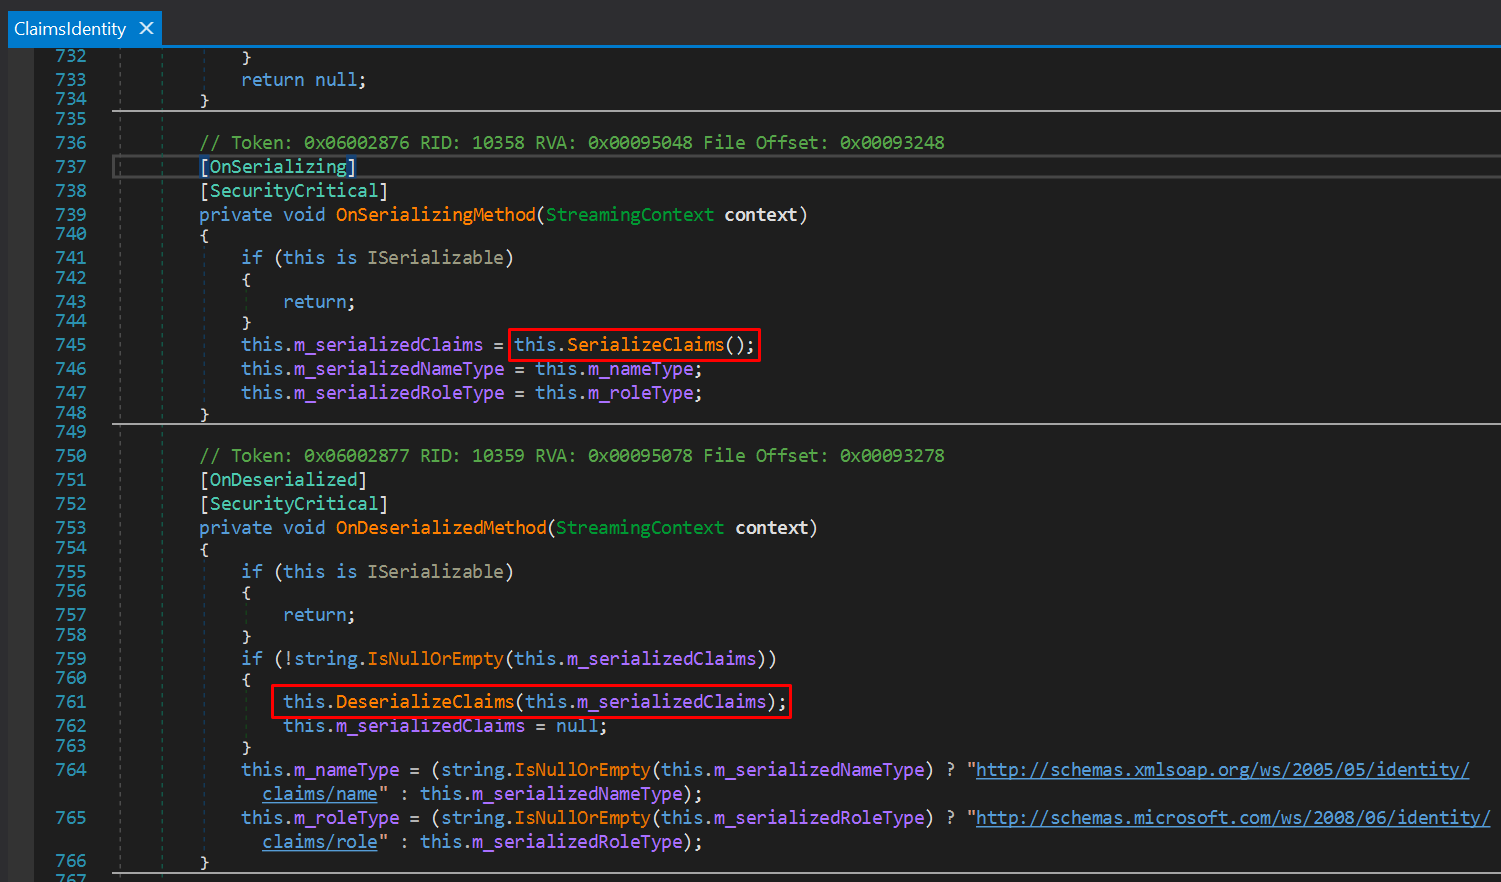 ClaimsIdentity ✕
732 }
733 return null;
734 }
735
736 // Token: 0x06002876 RID: 10358 RVA: 0x00095048 File Offset: 0x00093248
737 [OnSerializing]
738 [SecurityCritical]
739 private void OnSerializingMethod(StreamingContext context)
740 {
741 if (this is ISerializable)
742 {
743 return;
744 }
745 this.m_serializedClaims = this.SerializeClaims();
746 this.m_serializedNameType = this.m_nameType;
747 this.m_serializedRoleType = this.m_roleType;
748 }
749
750 // Token: 0x06002877 RID: 10359 RVA: 0x00095078 File Offset: 0x00093278
751 [OnDeserialized]
752 [SecurityCritical]
753 private void OnDeserializedMethod(StreamingContext context)
754 {
755 if (this is ISerializable)
756 {
757 return;
758 }
759 if (!string.IsNullOrEmpty(this.m_serializedClaims))
760 {
761 this.DeserializeClaims(this.m_serializedClaims);
762 this.m_serializedClaims = null;
763 }
764 this.m_nameType = (string.IsNullOrEmpty(this.m_serializedNameType) ? "http://schemas.xmlsoap.org/ws/2005/05/identity/
claims/name" : this.m_serializedNameType);
765 this.m_roleType = (string.IsNullOrEmpty(this.m_serializedRoleType) ? "http://schemas.microsoft.com/ws/2008/06/identity/
claims/role" : this.m_serializedRoleType);
766 }
767